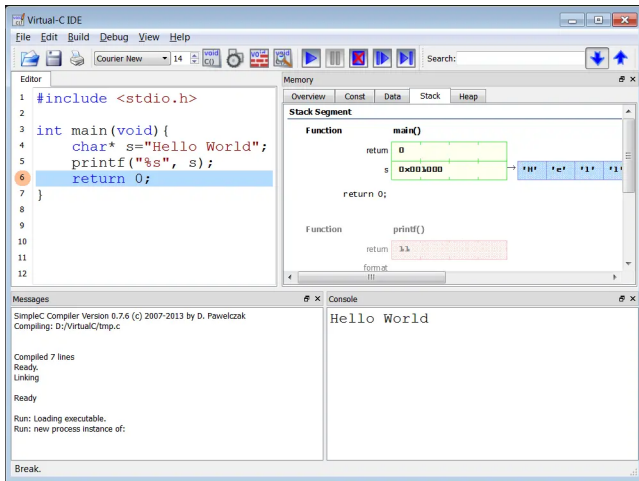 Virtual-C IDE
File Edit Build Debug View Help
Courier New 14 void C() void void Search:
Editor
1 #include <stdio.h>
2
3 int main(void){
4 char* s="Hello World";
5 printf("%s", s);
6 return 0;
7 }
8
9
10
11
12
Memory
Overview Const Data Stack Heap
Stack Segment
Function main()
return 0
s 0x001000 'H' 'e' 'l' 'l'
return 0;
Function printf()
return 11
format
Messages
SimpleC Compiler Version 0.7.6 (c) 2007-2013 by D. Pawelczak
Compiling: D:/VirtualC/tmp.c
Compiled 7 lines
Ready.
Linking
Ready
Run: Loading executable.
Run: new process instance of:
Console
Hello World
Break.